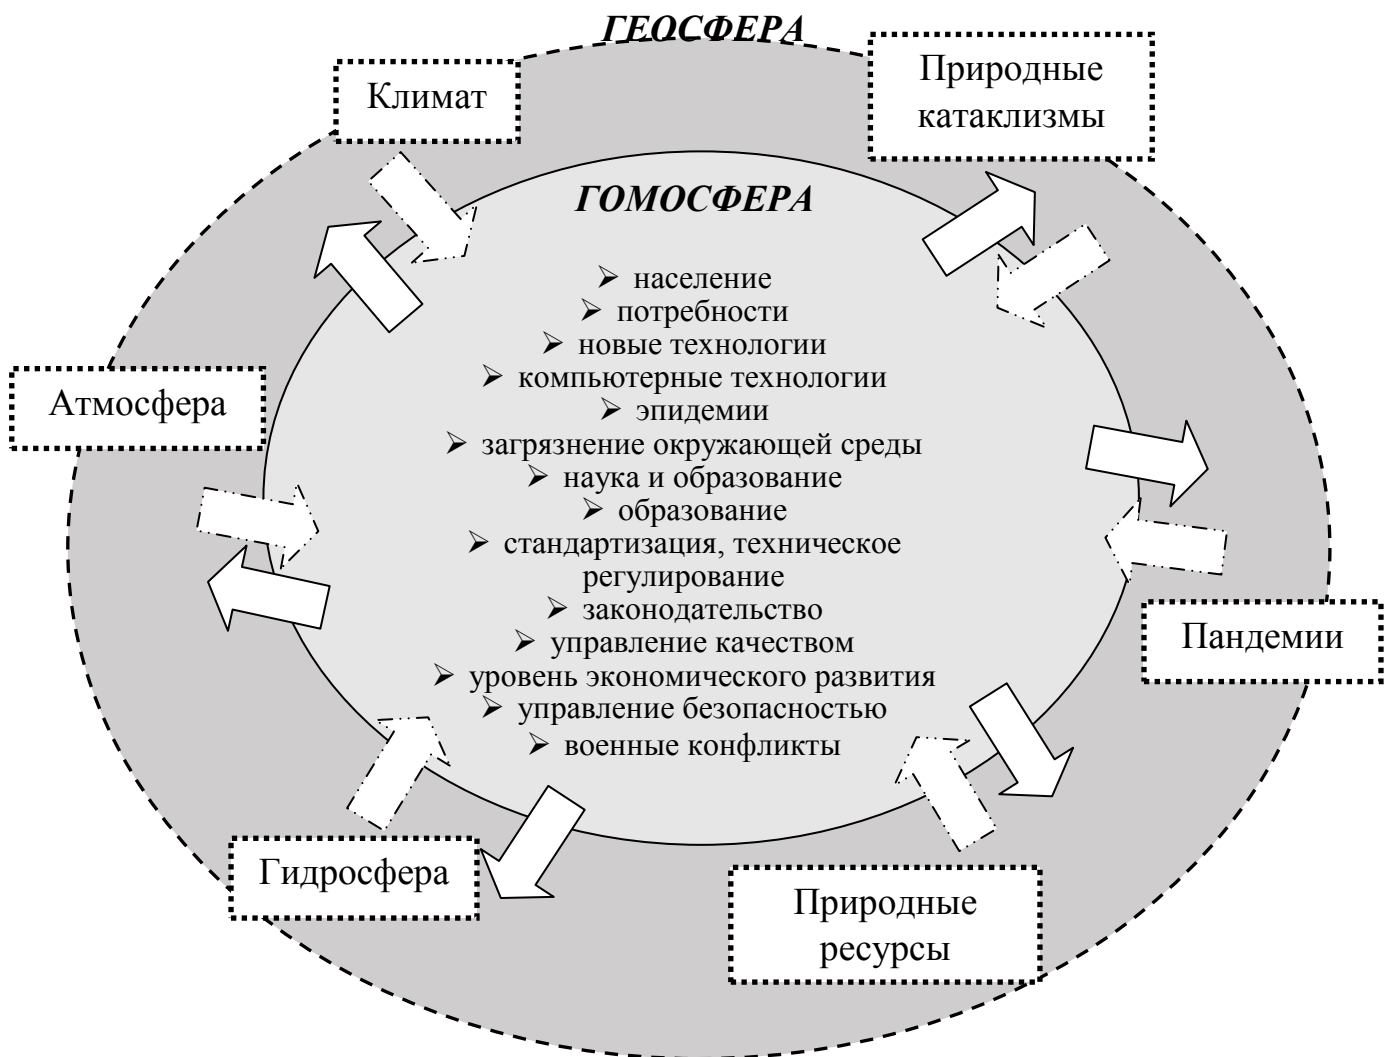 ГЕОСФЕРА
Климат
Природные
катаклизмы
ГОМОСФЕРА
➢ население
➢ потребности
➢ новые технологии
➢ компьютерные технологии
➢ эпидемии
➢ загрязнение окружающей среды
➢ наука и образование
➢ образование
➢ стандартизация, техническое
регулирование
➢ законодательство
➢ управление качеством
➢ уровень экономического развития
➢ управление безопасностью
➢ военные конфликты
Атмосфера
Пандемии
Гидросфера
Природные
ресурсы